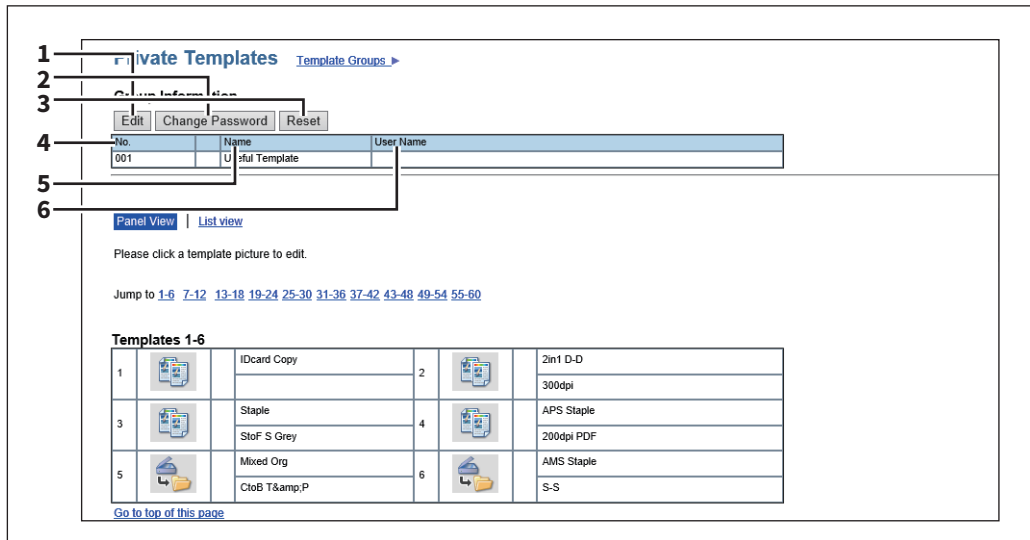 1
2
3
4
5
6
Private Templates Template Groups
Group Information
Edit Change Password Reset
No. Name User Name
001 Useful Template
Panel View | List view
Please click a template picture to edit.
Jump to 1-6 7-12 13-18 19-24 25-30 31-36 37-42 43-48 49-54 55-60
Templates 1-6
1 IDcard Copy 2 2in1 D-D
300dpi
3 Staple 4 APS Staple
StoF S Grey 200dpi PDF
5 Mixed Org 6 AMS Staple
CtoB T&amp;P S-S
Go to top of this page